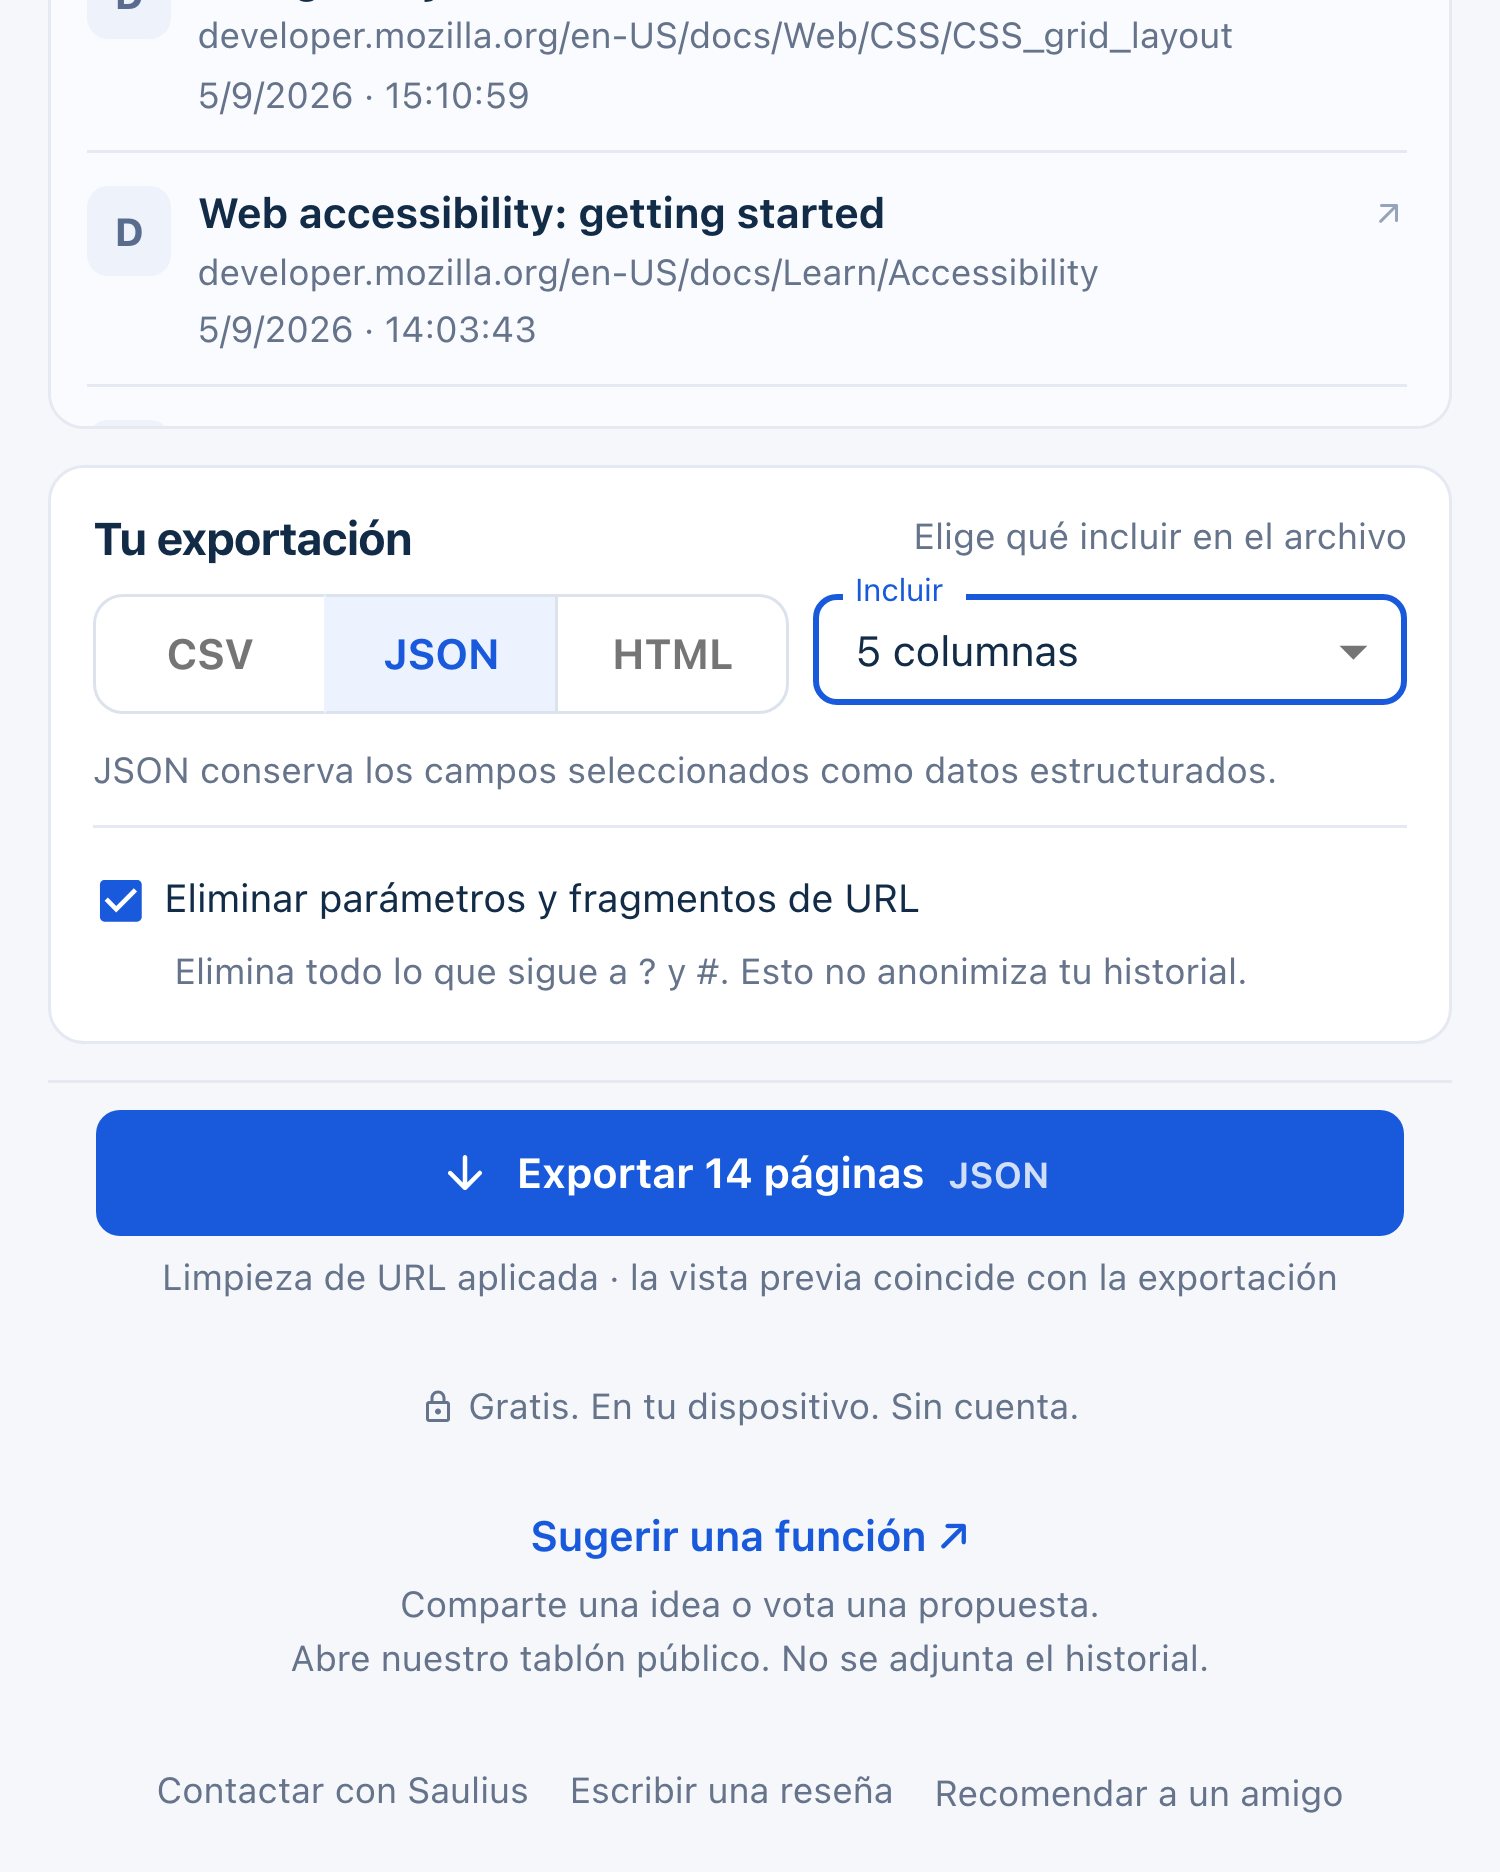 D
developer.mozilla.org/en-US/docs/Web/CSS/CSS_grid_layout
5/9/2026 · 15:10:59
D
Web accessibility: getting started
developer.mozilla.org/en-US/docs/Learn/Accessibility
5/9/2026 · 14:03:43
Tu exportación
Elige qué incluir en el archivo
CSV
JSON
HTML
Incluir
5 columnas
JSON conserva los campos seleccionados como datos estructurados.
Eliminar parámetros y fragmentos de URL
Elimina todo lo que sigue a ? y #. Esto no anonimiza tu historial.
Exportar 14 páginas JSON
Limpieza de URL aplicada · la vista previa coincide con la exportación
Gratis. En tu dispositivo. Sin cuenta.
Sugerir una función
Comparte una idea o vota una propuesta.
Abre nuestro tablón público. No se adjunta el historial.
Contactar con Saulius
Escribir una reseña
Recomendar a un amigo